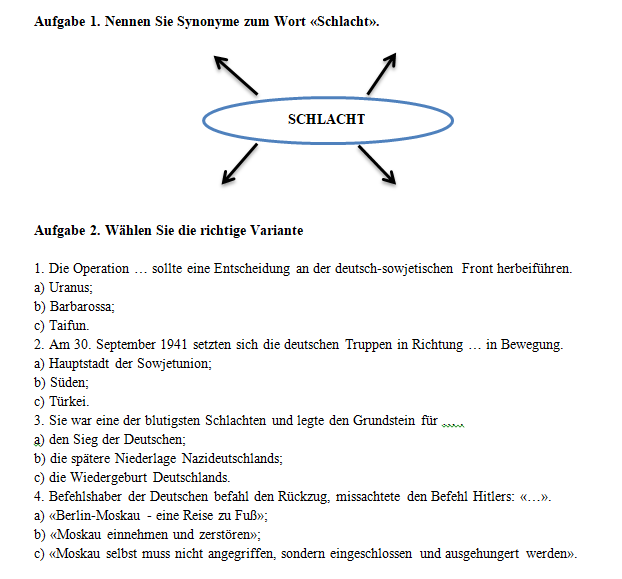 Aufgabe 1. Nennen Sie Synonyme zum Wort «Schlacht».
SCHLACHT
Aufgabe 2. Wählen Sie die richtige Variante
1. Die Operation … sollte eine Entscheidung an der deutsch-sowjetischen Front herbeiführen.
a) Uranus;
b) Barbarossa;
c) Taifun.
2. Am 30. September 1941 setzten sich die deutschen Truppen in Richtung … in Bewegung.
a) Hauptstadt der Sowjetunion;
b) Süden;
c) Türkei.
3. Sie war eine der blutigsten Schlachten und legte den Grundstein für ......
a) den Sieg der Deutschen;
b) die spätere Niederlage Nazideutschlands;
c) die Wiedergeburt Deutschlands.
4. Befehlshaber der Deutschen befahl den Rückzug, missachtete den Befehl Hitlers: «…».
a) «Berlin-Moskau - eine Reise zu Fuß»;
b) «Moskau einnehmen und zerstören»;
c) «Moskau selbst muss nicht angegriffen, sondern eingeschlossen und ausgehungert werden».